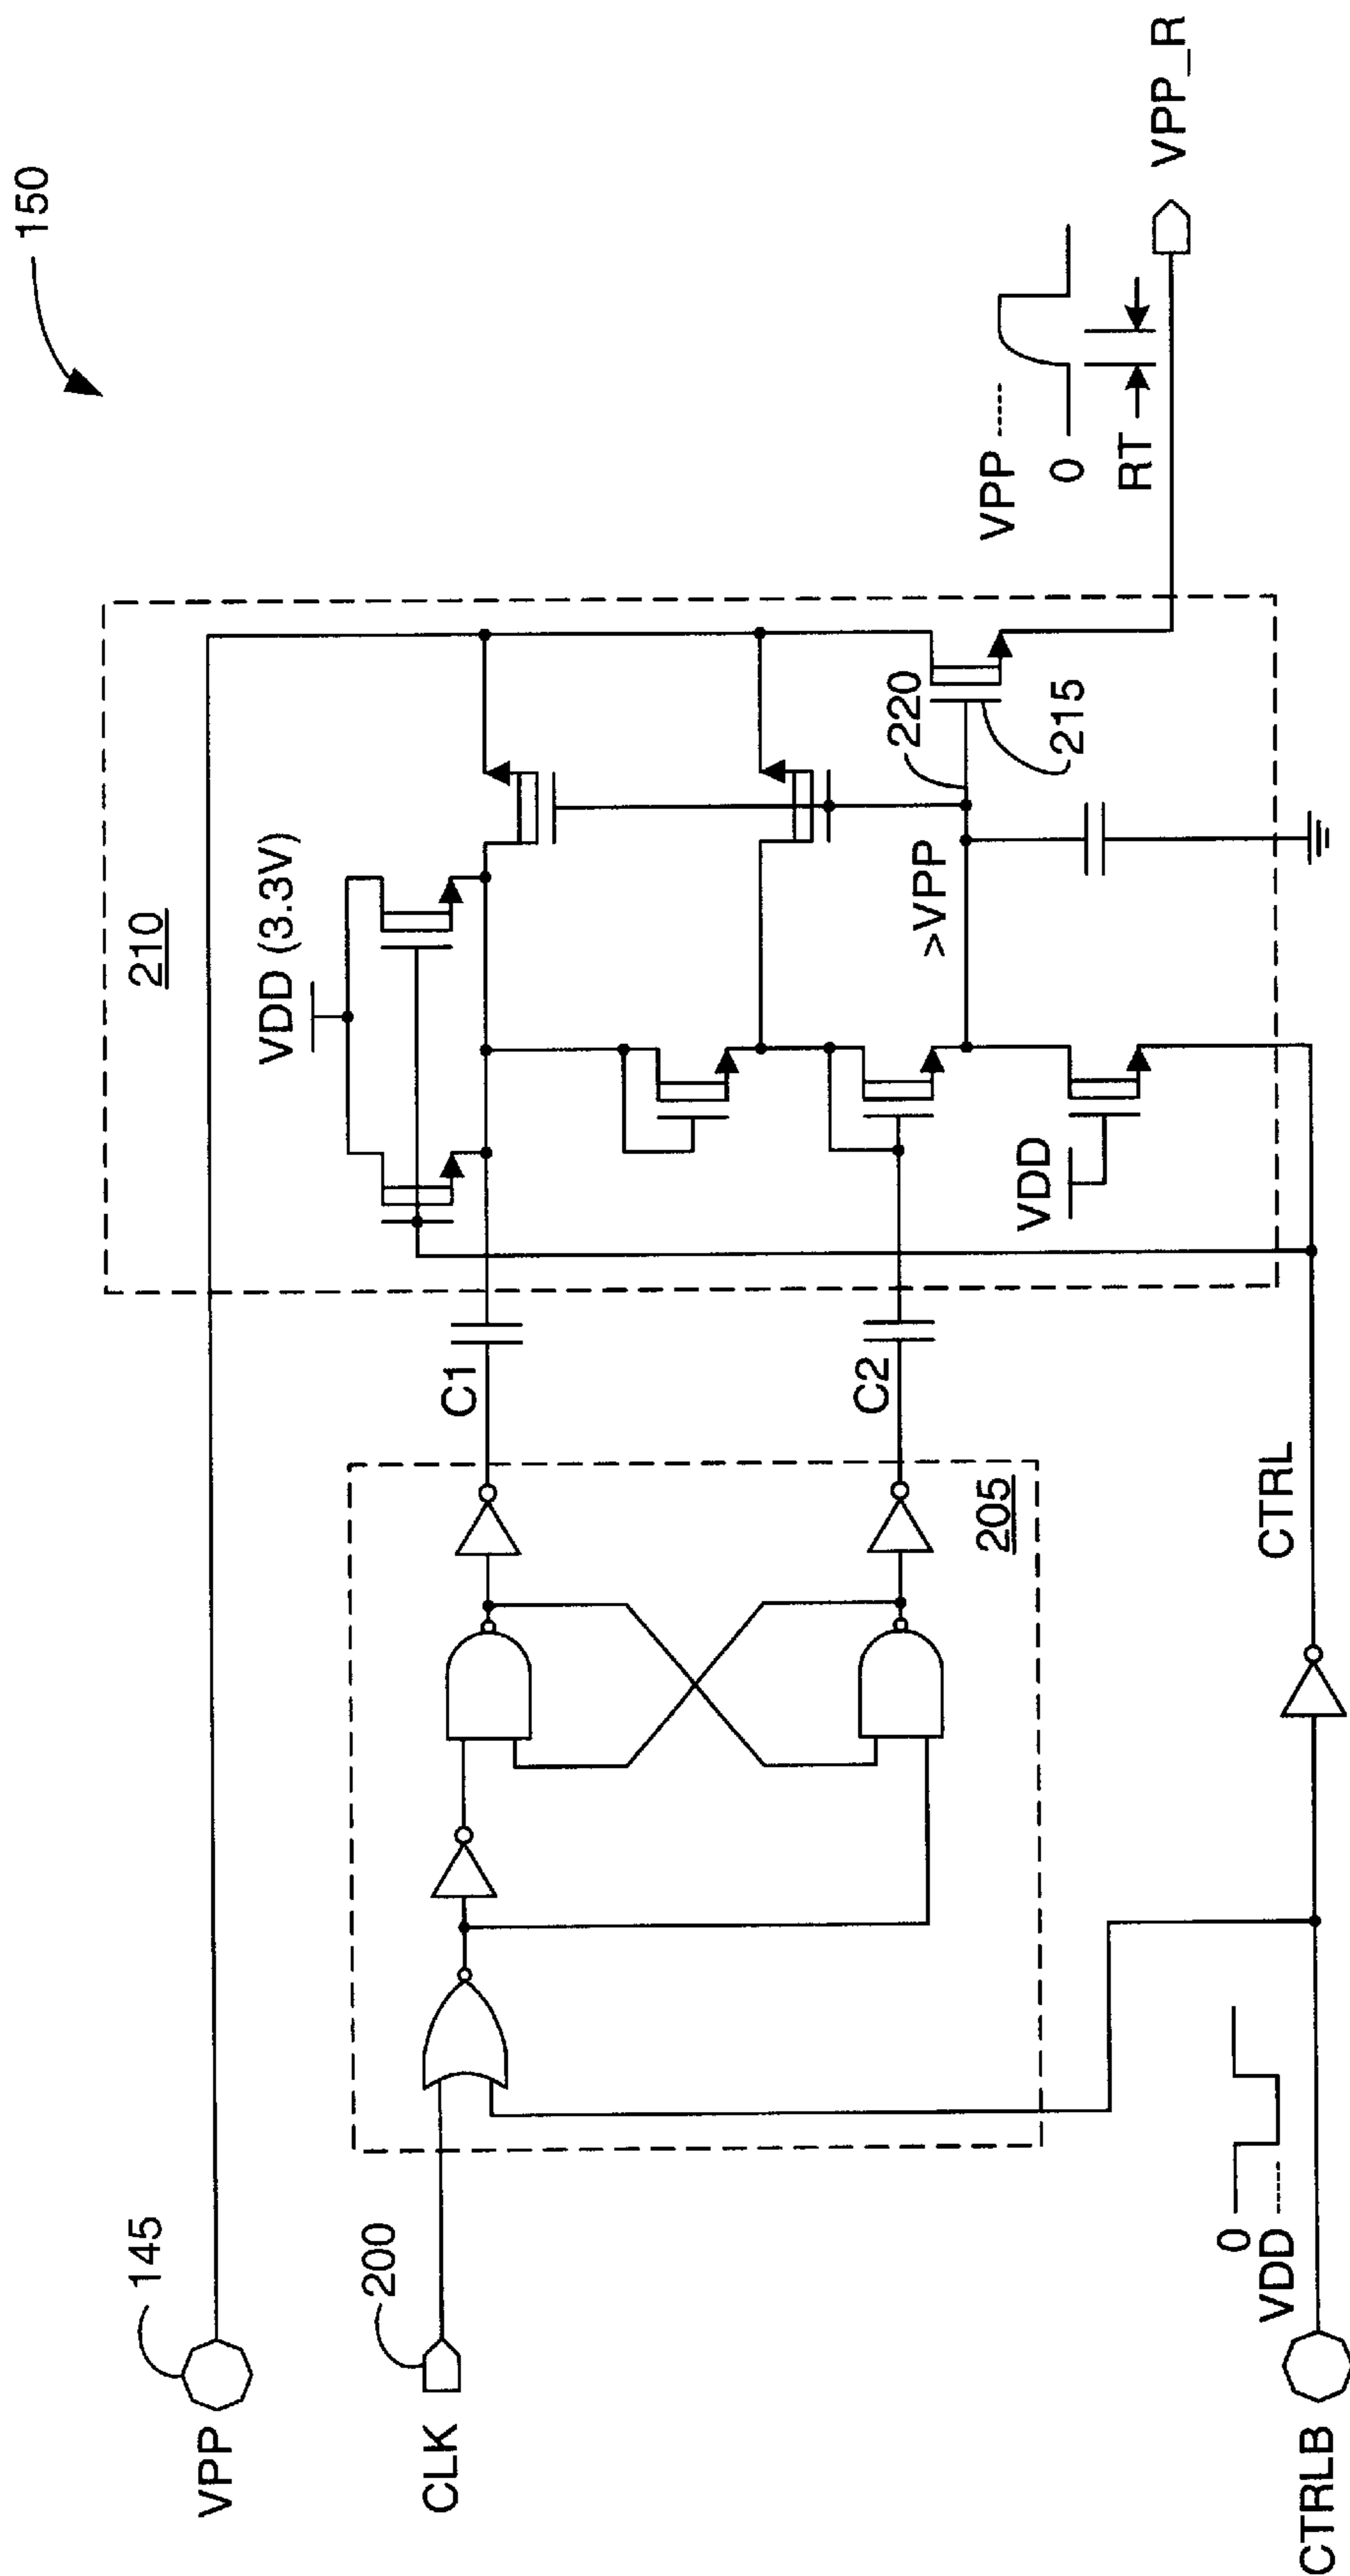 150
VPP
145
CLK
200
CTRLB
0
VDD
205
CTRL
C1
C2
210
VDD (3.3V)
VDD
>VPP
220
215
VPP
0
RT
VPP_R